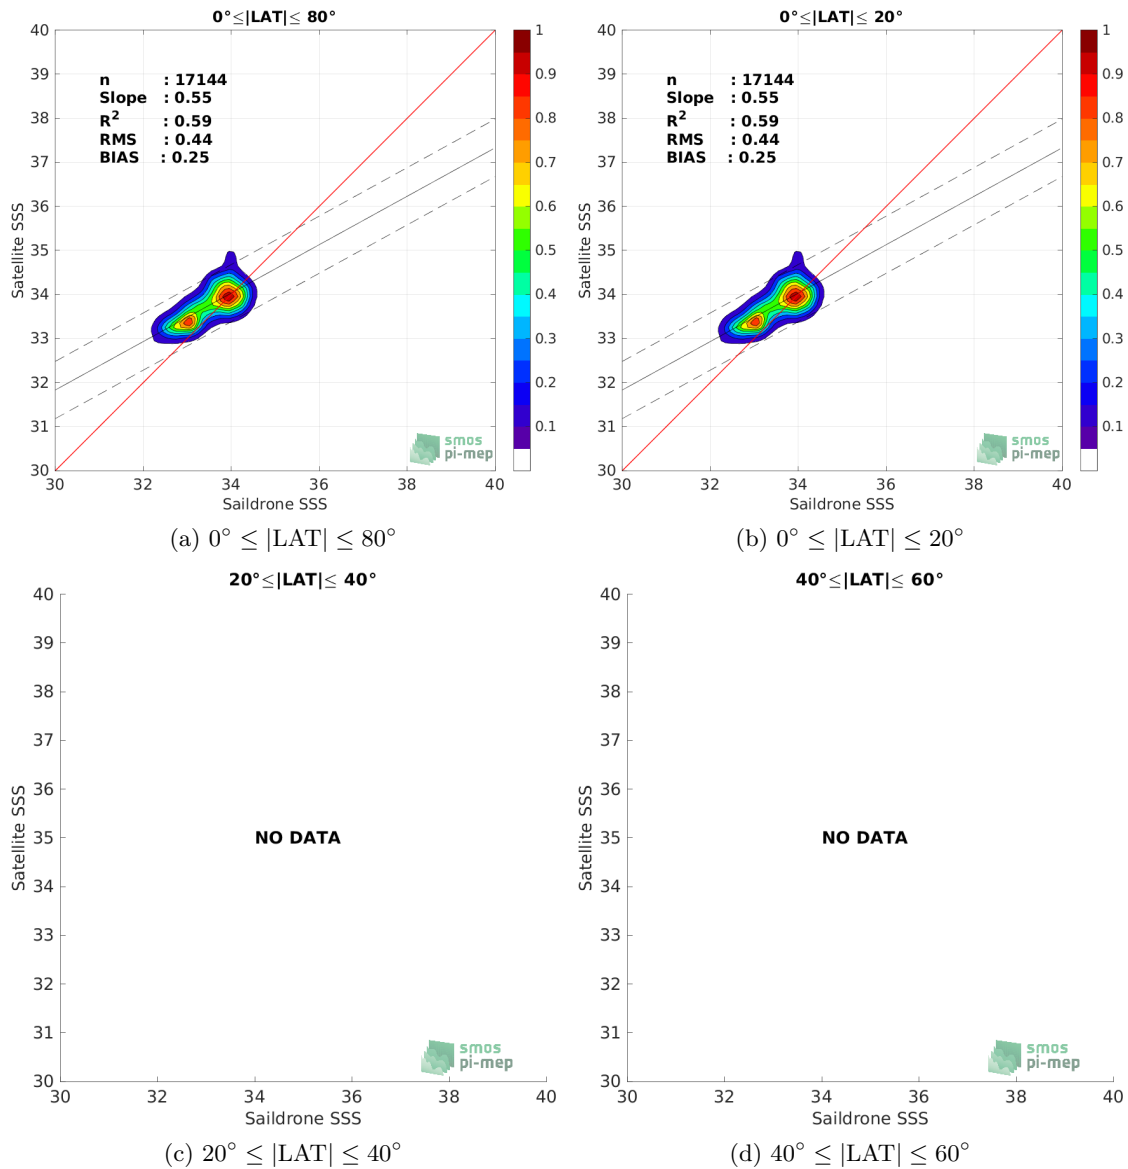 0°≤|LAT|≤ 80°
40
39
38
37
36
35
34
33
32
31
30
Satellite SSS
n : 17144
Slope : 0.55
R² : 0.59
RMS : 0.44
BIAS : 0.25
1
0.9
0.8
0.7
0.6
0.5
0.4
0.3
0.2
0.1
smos
pi-mep
30 32 34 36 38 40
Saildrone SSS
(a) 0° ≤ |LAT| ≤ 80°
0°≤|LAT|≤ 20°
40
39
38
37
36
35
34
33
32
31
30
Satellite SSS
n : 17144
Slope : 0.55
R² : 0.59
RMS : 0.44
BIAS : 0.25
1
0.9
0.8
0.7
0.6
0.5
0.4
0.3
0.2
0.1
smos
pi-mep
30 32 34 36 38 40
Saildrone SSS
(b) 0° ≤ |LAT| ≤ 20°
20°≤|LAT|≤ 40°
40
39
38
37
36
35
34
33
32
31
30
Satellite SSS
NO DATA
smos
pi-mep
30 32 34 36 38 40
Saildrone SSS
(c) 20° ≤ |LAT| ≤ 40°
40°≤|LAT|≤ 60°
40
39
38
37
36
35
34
33
32
31
30
Satellite SSS
NO DATA
smos
pi-mep
30 32 34 36 38 40
Saildrone SSS
(d) 40° ≤ |LAT| ≤ 60°